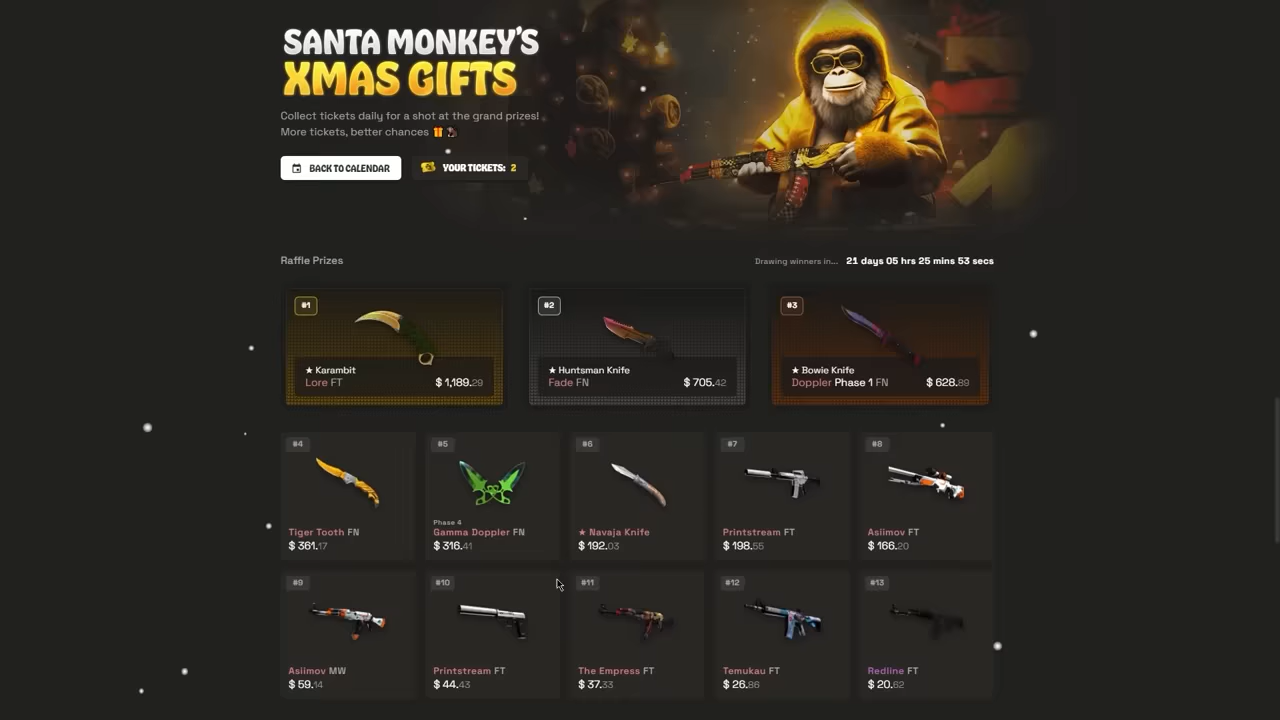 SANTA MONKEY'S
XMAS GIFTS
Collect tickets daily for a shot at the grand prizes!
More tickets, better chances
BACK TO CALENDAR
YOUR TICKETS: 2
Raffle Prizes
Drawing winners in... 21 days 05 hrs 25 mins 53 secs
#1
★ Karambit
Lore FT
$ 1,189.29
#2
★ Huntsman Knife
Fade FN
$ 705.42
#3
★ Bowie Knife
Doppler Phase 1 FN
$ 628.89
#4
Tiger Tooth FN
$ 361.17
#5
Phase 4
Gamma Doppler FN
$ 316.41
#6
★ Navaja Knife
$ 192.03
#7
Printstream FT
$ 198.55
#8
Asiimov FT
$ 166.20
#9
Asiimov MW
$ 59.14
#10
Printstream FT
$ 44.43
#11
The Empress FT
$ 37.33
#12
Temukau FT
$ 26.86
#13
Redline FT
$ 20.62